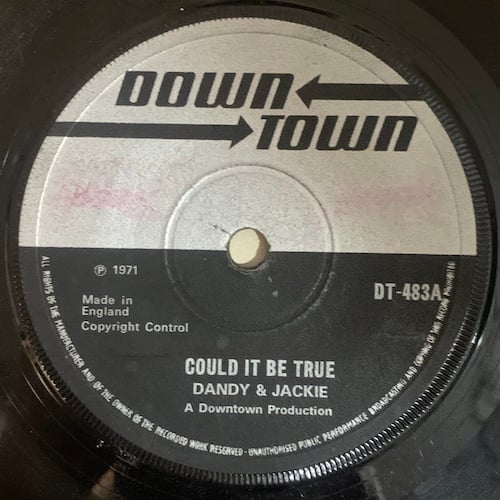 DOWN
TOWN
℗ 1971
DT-483A
Made in
England
Copyright Control
COULD IT BE TRUE
DANDY & JACKIE
A Downtown Production
ALL RIGHTS OF THE MANUFACTURER AND OF THE OWNER OF THE RECORDED WORK RESERVED - UNAUTHORISED PUBLIC PERFORMANCE BROADCASTING AND COPYING OF THIS RECORD PROHIBITED